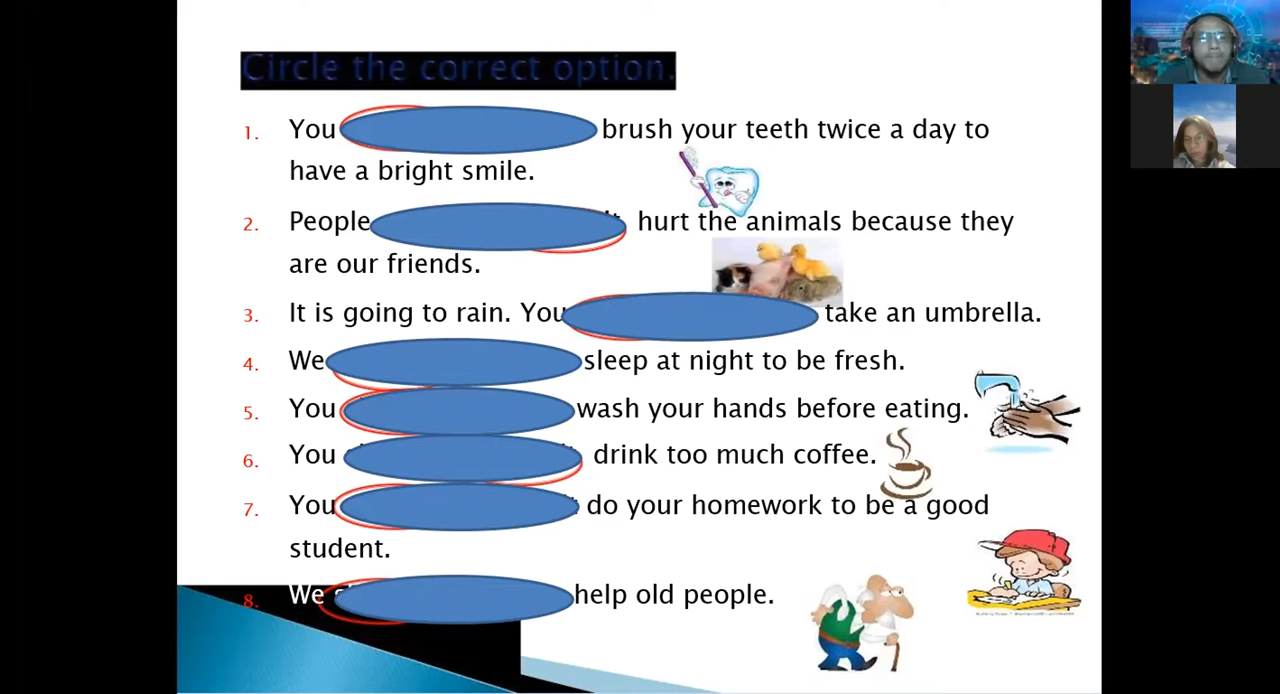 Circle the correct option.
1. You brush your teeth twice a day to
have a bright smile.
2. People hurt the animals because they
are our friends.
3. It is going to rain. You take an umbrella.
4. We sleep at night to be fresh.
5. You wash your hands before eating.
6. You drink too much coffee.
7. You do your homework to be a good
student.
8. We help old people.